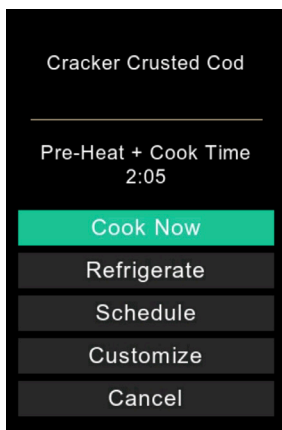 Cracker Crusted Cod
Pre-Heat + Cook Time
2:05
Cook Now
Refrigerate
Schedule
Customize
Cancel